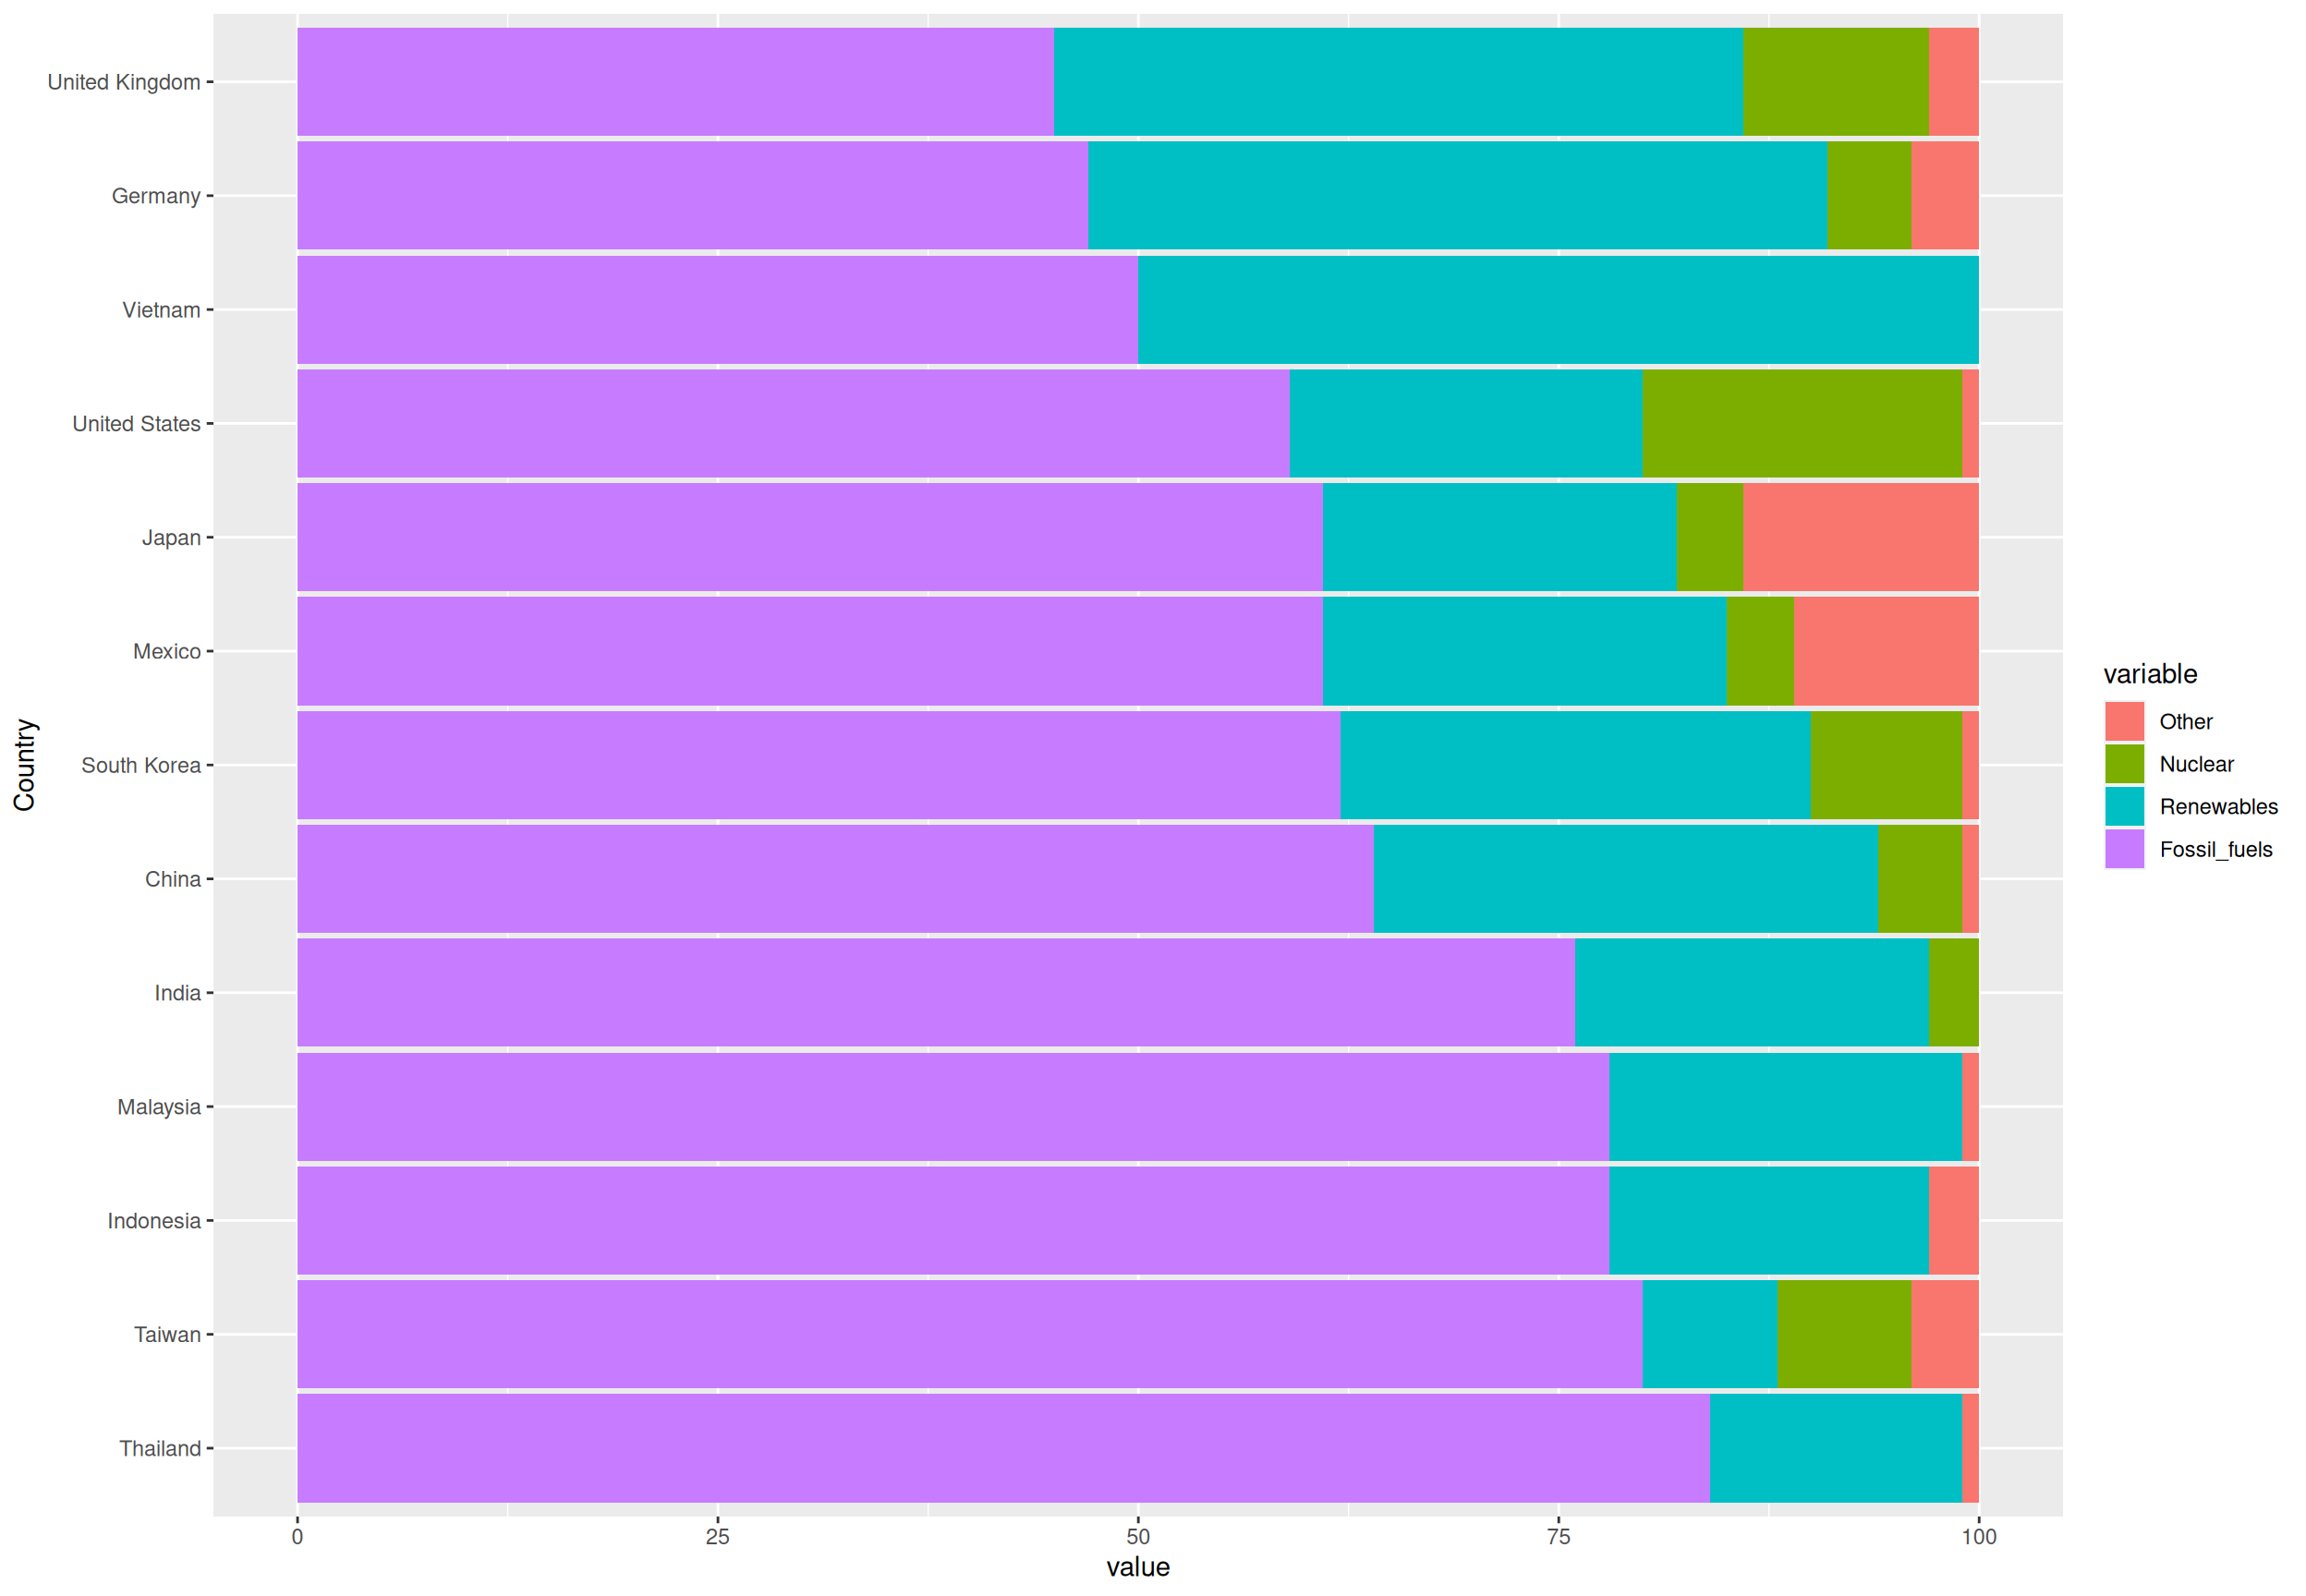 United Kingdom
Germany
Vietnam
United States
Japan
Mexico
South Korea
China
India
Malaysia
Indonesia
Taiwan
Thailand
Country
0 25 50 75 100
value
variable
Other
Nuclear
Renewables
Fossil_fuels